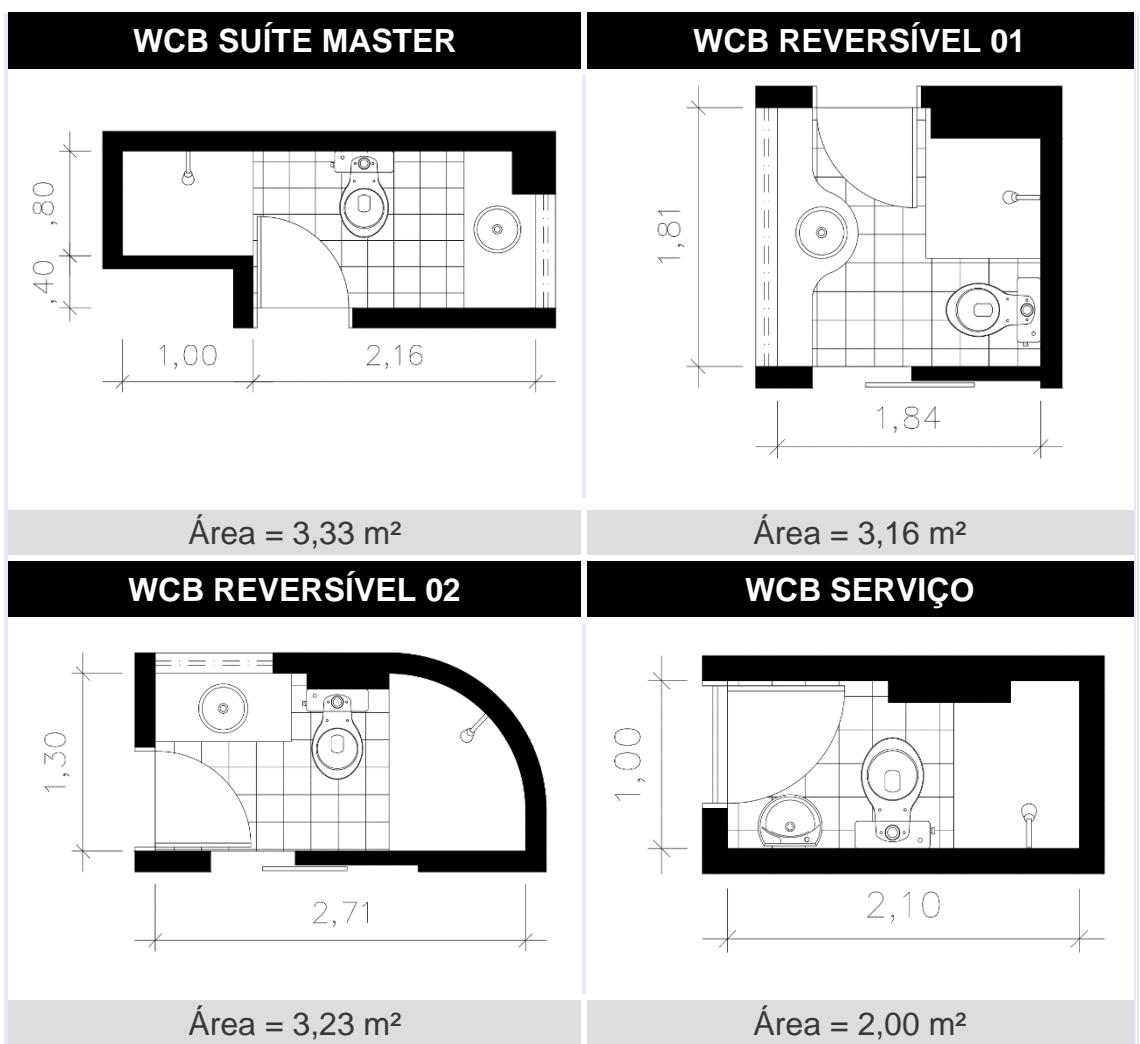 WCB SUÍTE MASTER
,80
,40
1,00
2,16
Área = 3,33 m²
WCB REVERSÍVEL 01
1,81
1,84
Área = 3,16 m²
WCB REVERSÍVEL 02
1,30
2,71
Área = 3,23 m²
WCB SERVIÇO
1,00
2,10
Área = 2,00 m²